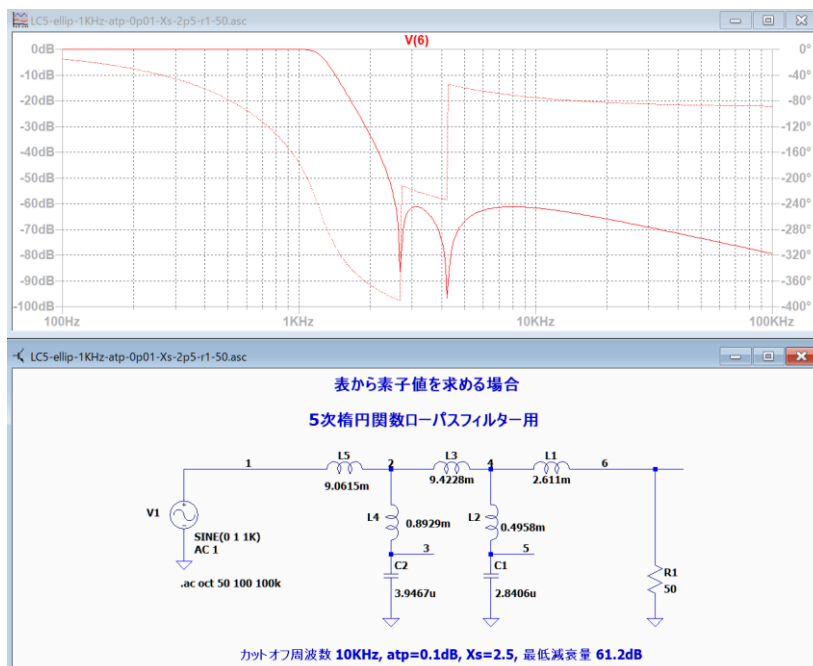 LC5-ellip-1KHz-atp-0p01-Xs-2p5-r1-50.asc
V(6)
0dB
0°
-10dB
-40°
-20dB
-80°
-30dB
-120°
-40dB
-160°
-50dB
-200°
-60dB
-240°
-70dB
-280°
-80dB
-320°
-90dB
-360°
-100dB
-400°
100Hz
1KHz
10KHz
100KHz
LC5-ellip-1KHz-atp-0p01-Xs-2p5-r1-50.asc
表から素子値を求める場合
5次楕円関数ローパスフィルター用
1
L5
2
L3
4
L1
6
9.0615m
9.4228m
2.611m
V1
L4
0.8929m
L2
0.4958m
SINE(0 1 1K)
AC 1
3
5
C2
C1
R1
.ac oct 50 100 100k
3.9467u
2.8406u
50
カットオフ周波数 10KHz, atp=0.1dB, Xs=2.5, 最低減衰量 61.2dB